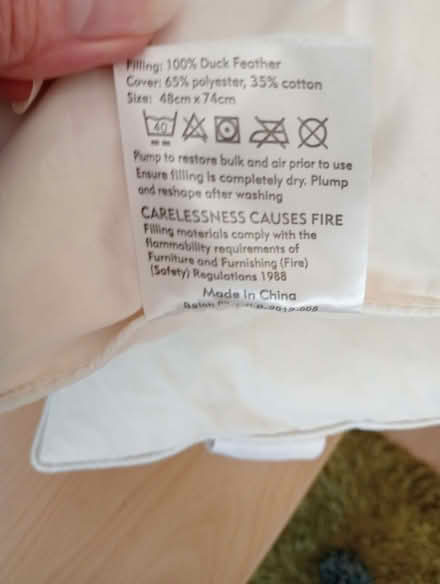 Filling: 100% Duck Feather
Cover: 65% polyester, 35% cotton
Size: 48cm x 74cm
40
Plump to restore bulk and air prior to use
Ensure filling is completely dry. Plump
and reshape after washing
CARELESSNESS CAUSES FIRE
Filling materials comply with the
flammability requirements of
Furniture and Furnishing (Fire)
(Safety) Regulations 1988
Made In China